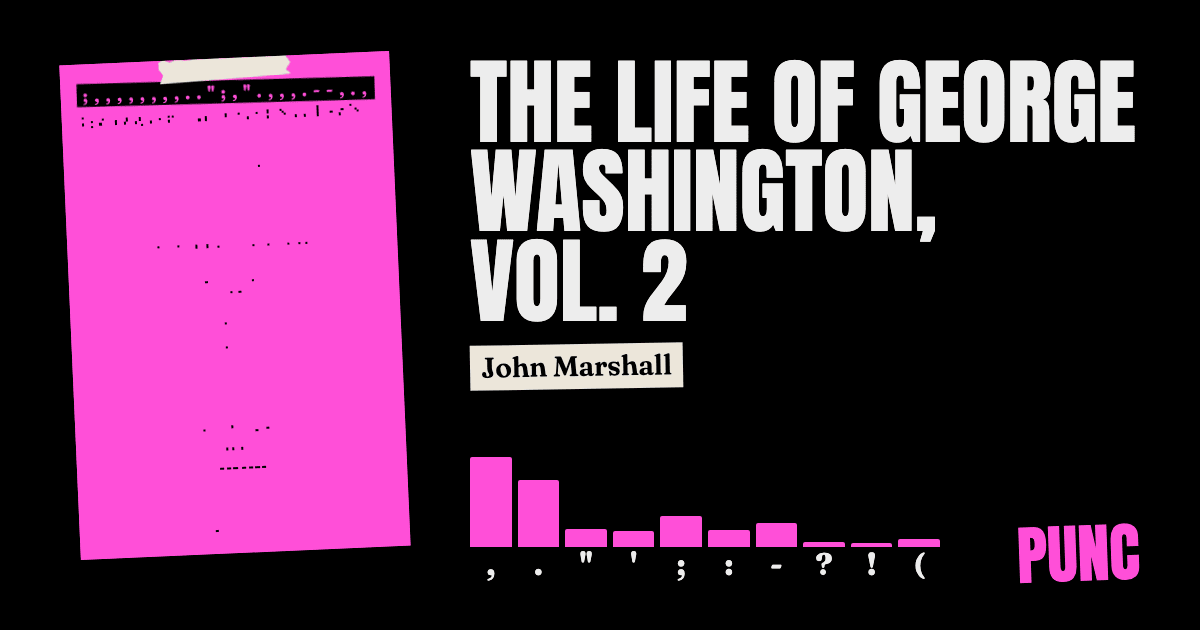 ;,,,,,,,,..";,".,,,.--,.,
THE LIFE OF GEORGE
WASHINGTON,
VOL. 2
John Marshall
, . " ' ; : - ? ! (
PUNC